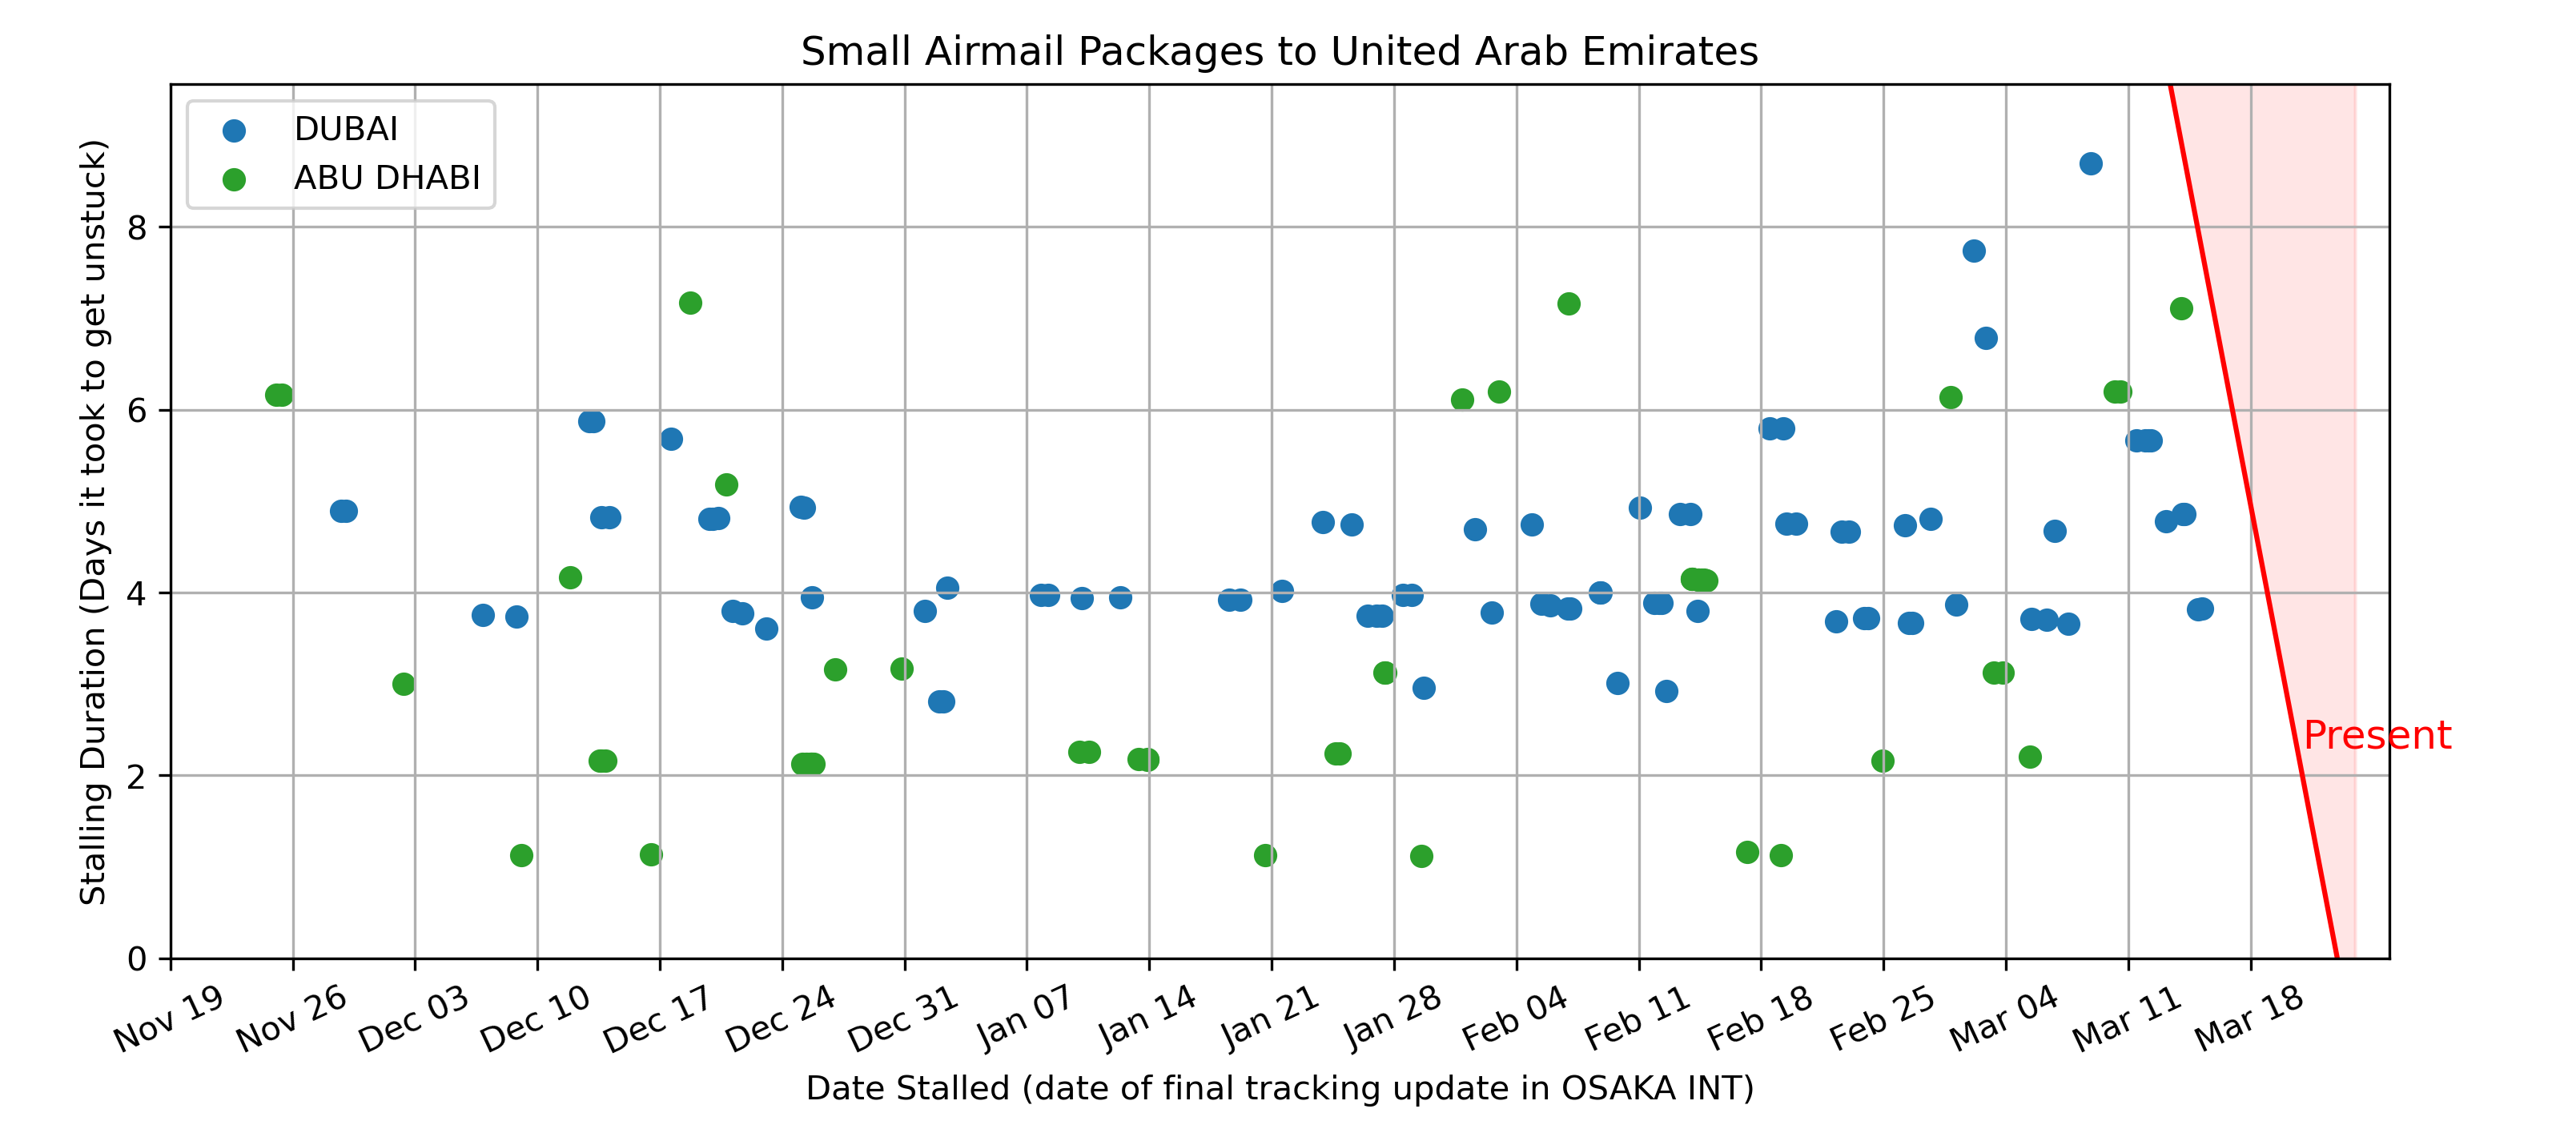 Small Airmail Packages to United Arab Emirates
DUBAI
ABU DHABI
Stalling Duration (Days it took to get unstuck)
8
6
4
2
0
Present
Nov 19
Nov 26
Dec 03
Dec 10
Dec 17
Dec 24
Dec 31
Jan 07
Jan 14
Jan 21
Jan 28
Feb 04
Feb 11
Feb 18
Feb 25
Mar 04
Mar 11
Mar 18
Date Stalled (date of final tracking update in OSAKA INT)